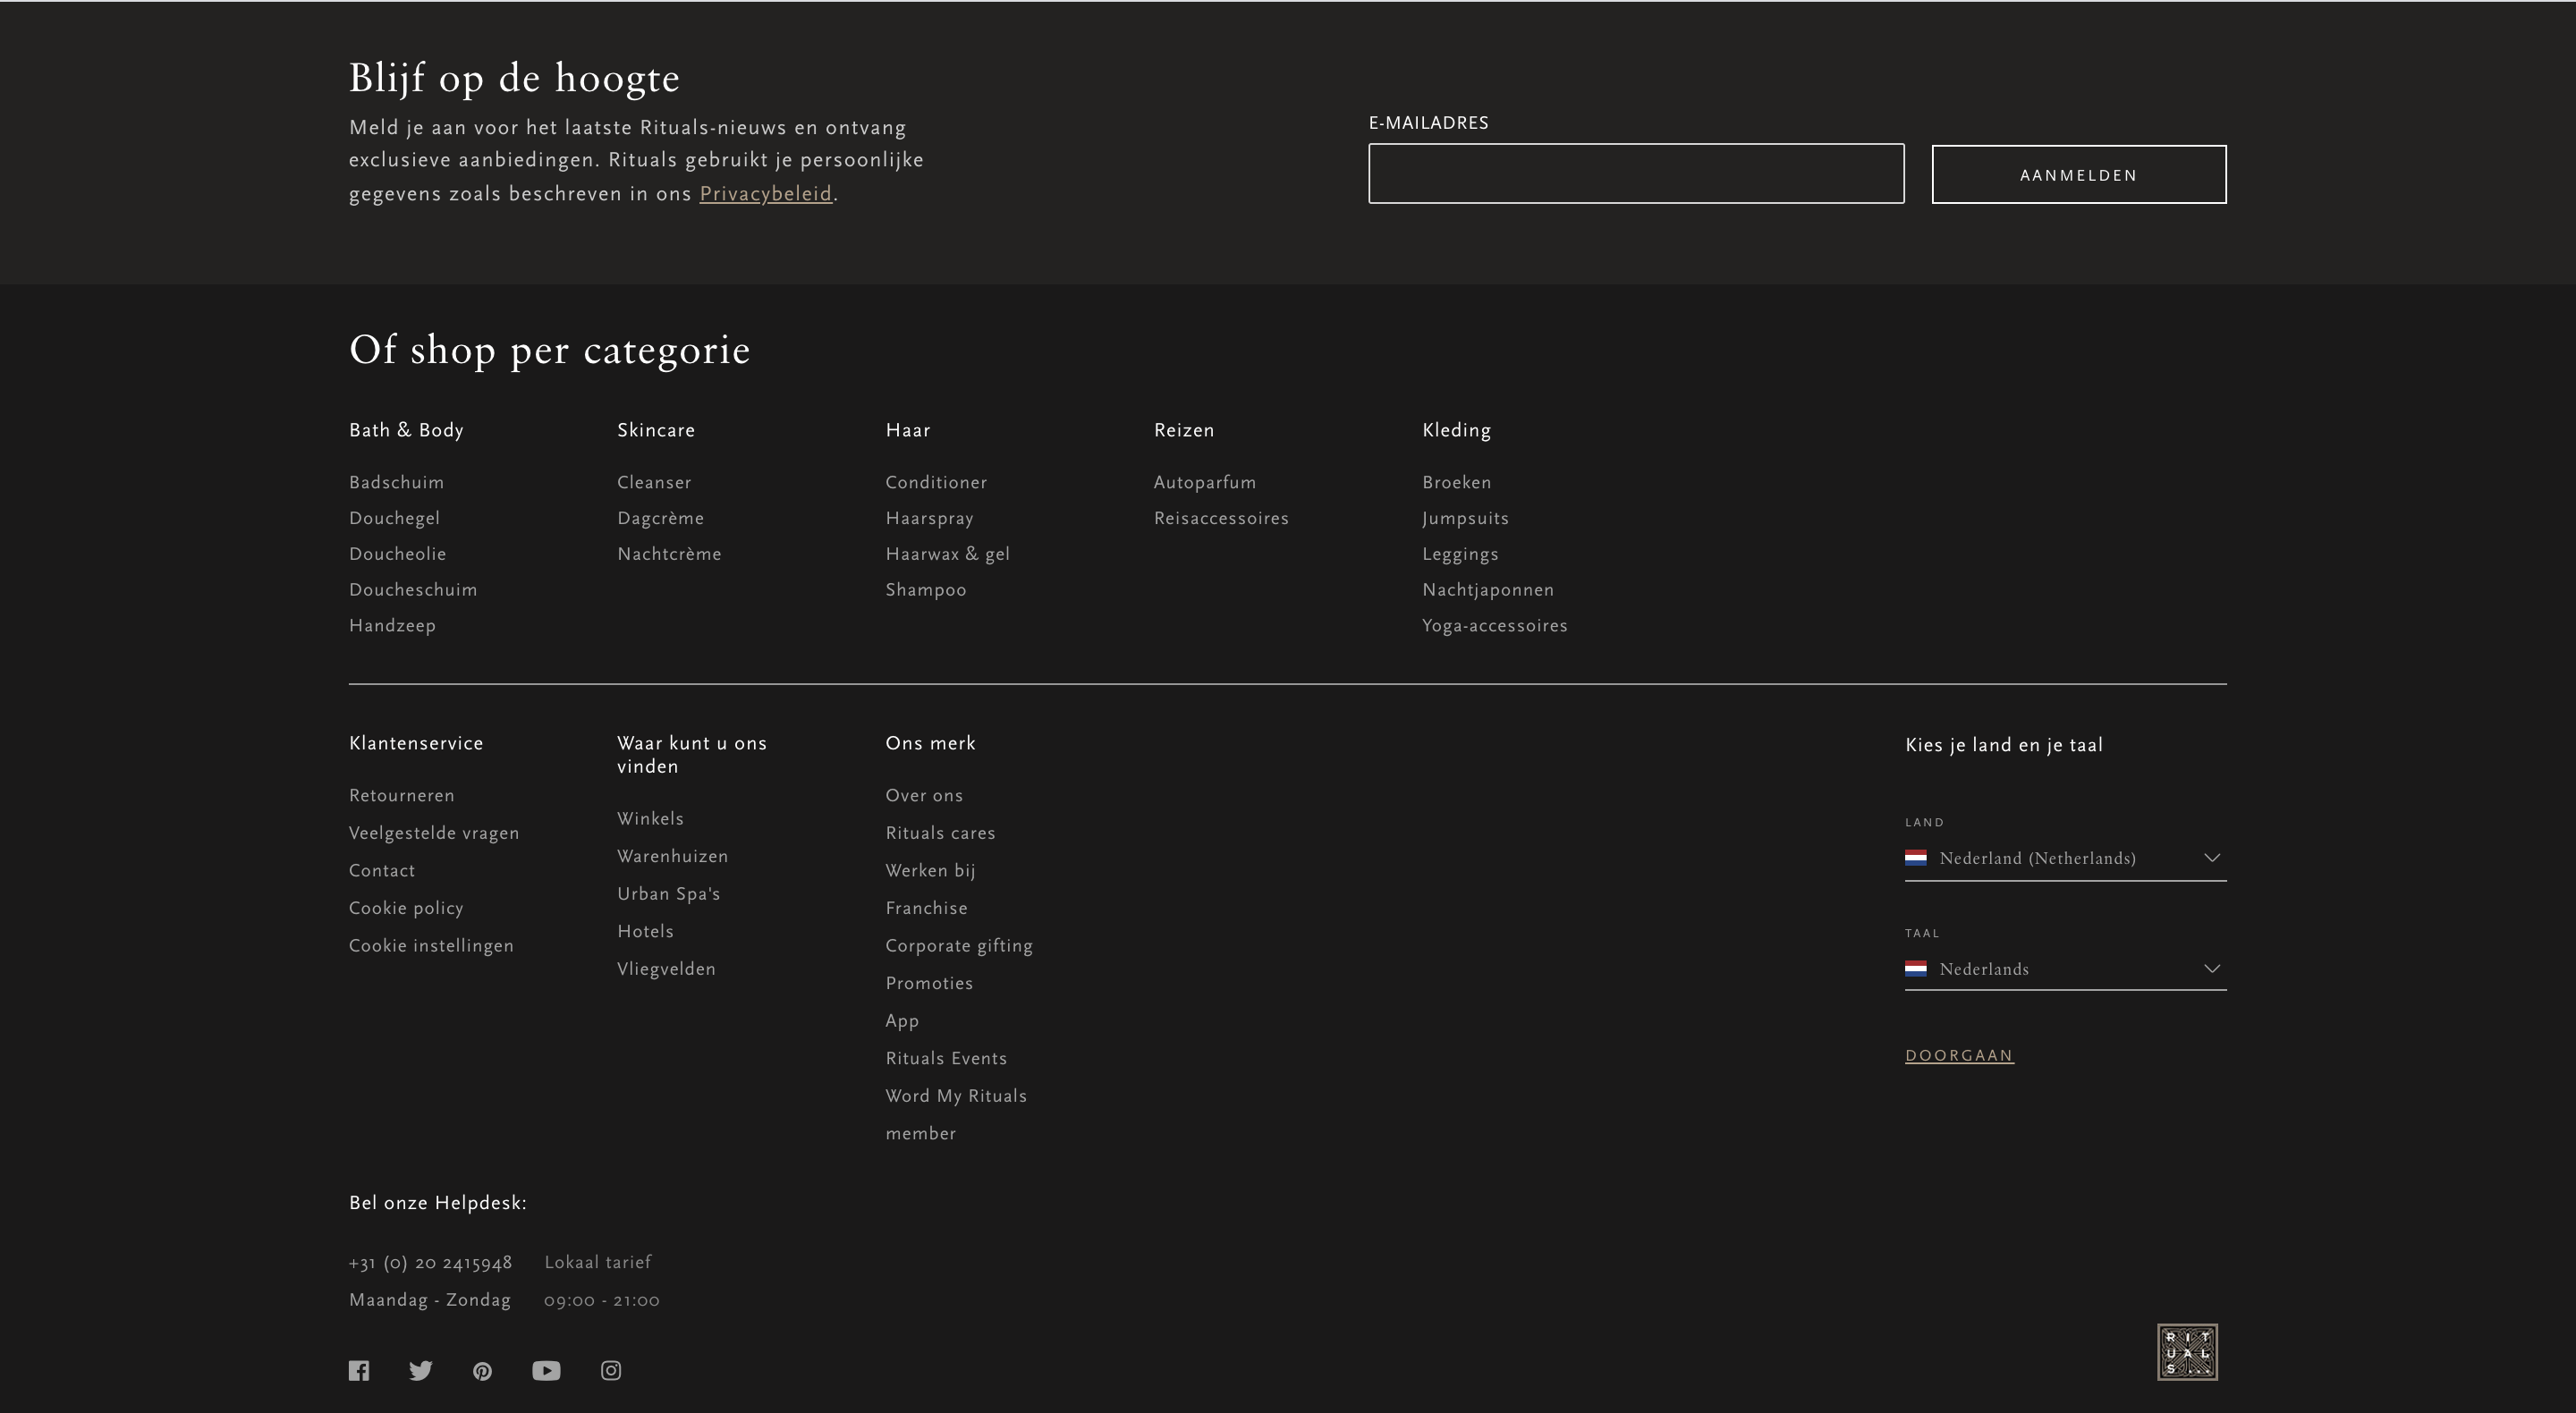 Blijf op de hoogte
Meld je aan voor het laatste Rituals-nieuws en ontvang
exclusieve aanbiedingen. Rituals gebruikt je persoonlijke
gegevens zoals beschreven in ons Privacybeleid.
E-MAILADRES
AANMELDEN
Of shop per categorie
Bath & Body
Badschuim
Douchegel
Doucheolie
Doucheschuim
Handzeep
Skincare
Cleanser
Dagcrème
Nachtcrème
Haar
Conditioner
Haarspray
Haarwax & gel
Shampoo
Reizen
Autoparfum
Reisaccessoires
Kleding
Broeken
Jumpsuits
Leggings
Nachtjaponnen
Yoga-accessoires
Klantenservice
Retourneren
Veelgestelde vragen
Contact
Cookie policy
Cookie instellingen
Waar kunt u ons
vinden
Winkels
Warenhuizen
Urban Spa's
Hotels
Vliegvelden
Ons merk
Over ons
Rituals cares
Werken bij
Franchise
Corporate gifting
Promoties
App
Rituals Events
Word My Rituals
member
Kies je land en je taal
LAND
Nederland (Netherlands)
TAAL
Nederlands
DOORGAAN
Bel onze Helpdesk:
+31 (0) 20 2415948 Lokaal tarief
Maandag - Zondag 09:00 - 21:00
RIT
UAL
S...